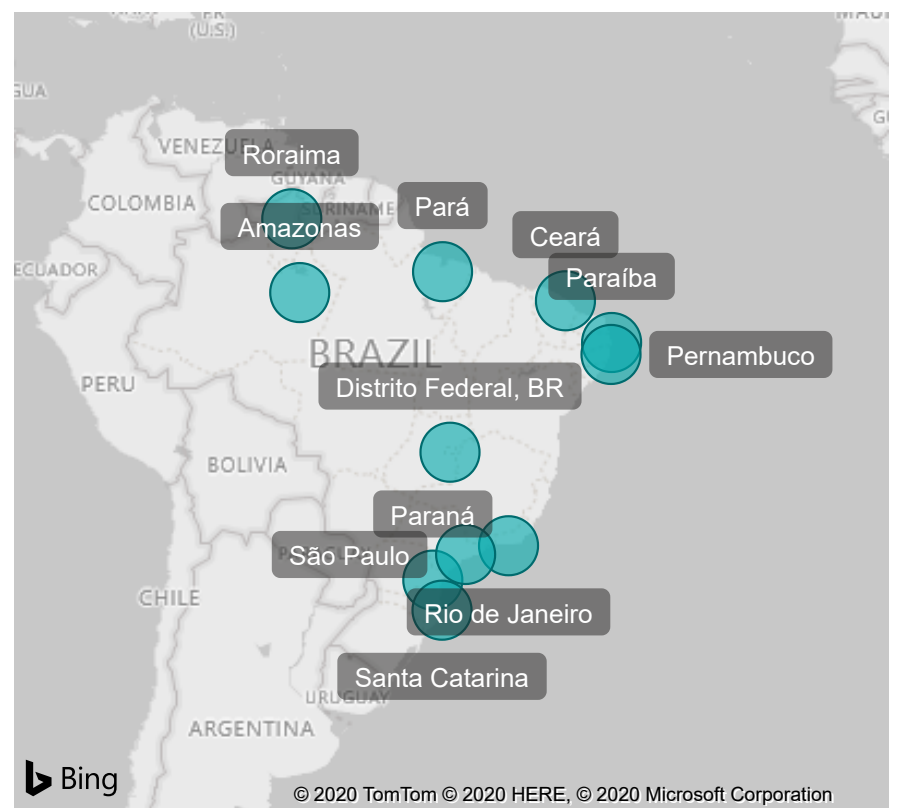 PR
(U.S.)
VENEZUELA
Roraima
GUYANA
COLOMBIA
Pará
SURINAME
Amazonas
Ceará
ECUADOR
Paraíba
BRAZIL
Pernambuco
PERU
Distrito Federal, BR
BOLIVIA
Paraná
São Paulo
CHILE
Rio de Janeiro
Santa Catarina
URUGUAY
ARGENTINA
Bing
© 2020 TomTom © 2020 HERE, © 2020 Microsoft Corporation